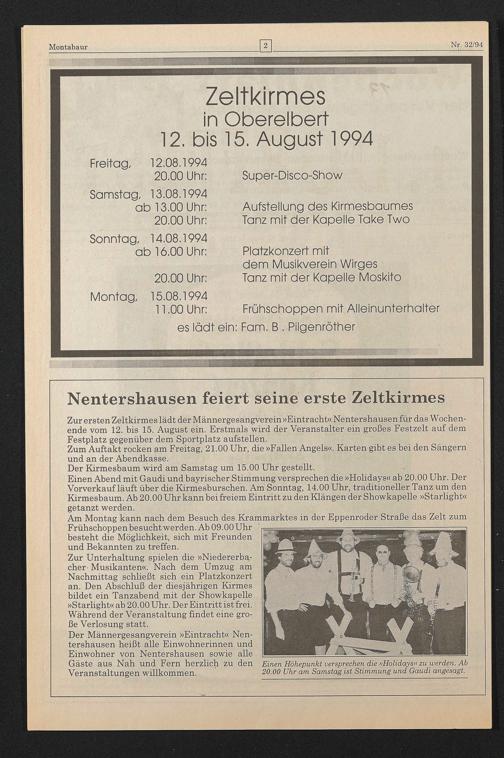 Montabaur
2
Nr. 32/94
Zeltkirmes
in Oberelbert
12. bis 15. August 1994
Freitag, 12.08.1994
20.00 Uhr: Super-Disco-Show
Samstag, 13.08.1994
ab 13.00 Uhr: Aufstellung des Kirmesbaumes
20.00 Uhr: Tanz mit der Kapelle Take Two
Sonntag, 14.08.1994
ab 16.00 Uhr: Platzkonzert mit
dem Musikverein Wirges
20.00 Uhr: Tanz mit der Kapelle Moskito
Montag, 15.08.1994
11.00 Uhr: Frühschoppen mit Alleinunterhalter
es lädt ein: Fam. B . Pilgenröther
Nentershausen feiert seine erste Zeltkirmes
Zur ersten Zeltkirmes lädt der Männergesangverein »Eintracht« Nentershausen für das Wochen-
ende vom 12. bis 15. August ein. Erstmals wird der Veranstalter ein großes Festzelt auf dem
Festplatz gegenüber dem Sportplatz aufstellen.
Zum Auftakt rocken am Freitag, 21.00 Uhr, die »Fallen Angels«. Karten gibt es bei den Sängern
und an der Abendkasse.
Der Kirmesbaum wird am Samstag um 15.00 Uhr gestellt.
Einen Abend mit Gaudi und bayrischer Stimmung versprechen die »Holidays« ab 20.00 Uhr. Der
Vorverkauf läuft über die Kirmesburschen. Am Sonntag, 14.00 Uhr, traditioneller Tanz um den
Kirmesbaum. Ab 20.00 Uhr kann bei freiem Eintritt zu den Klängen der Showkapelle »Starlight«
getanzt werden.
Am Montag kann nach dem Besuch des Krammarktes in der Eppenroder Straße das Zelt zum
Frühschoppen besucht werden. Ab 09.00 Uhr
besteht die Möglichkeit, sich mit Freunden
und Bekannten zu treffen.
Zur Unterhaltung spielen die »Niedererba-
cher Musikanten«. Nach dem Umzug am
Nachmittag schließt sich ein Platzkonzert
an. Den Abschluß der diesjährigen Kirmes
bildet ein Tanzabend mit der Showkapelle
»Starlight« ab 20.00 Uhr. Der Eintritt ist frei.
Während der Veranstaltung findet eine gro-
ße Verlosung statt.
Der Männergesangverein »Eintracht« Nen-
tershausen heißt alle Einwohnerinnen und
Einwohner von Nentershausen sowie alle
Gäste aus Nah und Fern herzlich zu den
Veranstaltungen willkommen.
Einen Höhepunkt versprechen die »Holidays« zu werden. Ab
20.00 Uhr am Samstag ist Stimmung und Gaudi angesagt.